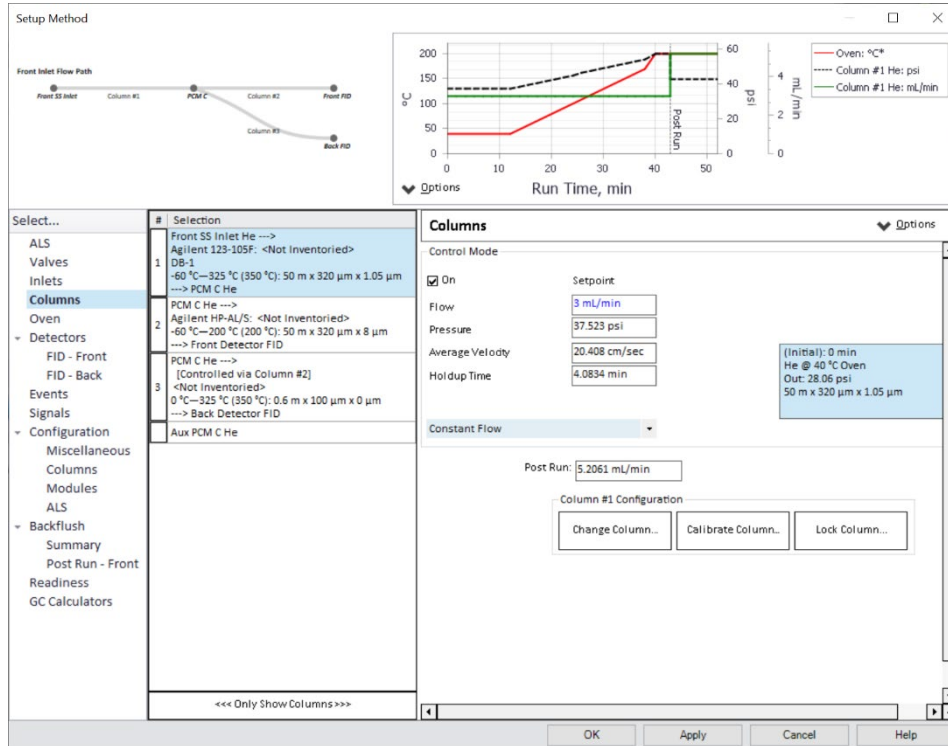 Setup Method
Front Inlet Flow Path
Front SS Inlet
Column #1
PCM C
Column #2
Front FID
Column #3
Back FID
200
150
100
50
0
°C
0
10
20
30
40
50
Run Time, min
Post Run
60
40
20
0
psi
4
2
0
mL/min
Options
Oven: °C*
Column #1 He: psi
Column #1 He: mL/min
Select...
ALS
Valves
Inlets
Columns
Oven
Detectors
FID - Front
FID - Back
Events
Signals
Configuration
Miscellaneous
Columns
Modules
ALS
Backflush
Summary
Post Run - Front
Readiness
GC Calculators
# Selection
1
Front SS Inlet He --->
Agilent 123-105F: <Not Inventoried>
DB-1
-60 °C—325 °C (350 °C): 50 m x 320 µm x 1.05 µm
---> PCM C He
2
PCM C He --->
Agilent HP-AL/S: <Not Inventoried>
-60 °C—200 °C (200 °C): 50 m x 320 µm x 8 µm
---> Front Detector FID
3
PCM C He --->
[Controlled via Column #2]
<Not Inventoried>
0 °C—325 °C (350 °C): 0.6 m x 100 µm x 0 µm
---> Back Detector FID
Aux PCM C He
<<< Only Show Columns>>>
Columns
Options
Control Mode
On
Setpoint
Flow
3 mL/min
Pressure
37.523 psi
Average Velocity
20.408 cm/sec
Holdup Time
4.0834 min
(Initial): 0 min
He @ 40 °C Oven
Out: 28.06 psi
50 m x 320 µm x 1.05 µm
Constant Flow
Post Run: 5.2061 mL/min
Column #1 Configuration
Change Column...
Calibrate Column...
Lock Column...
OK
Apply
Cancel
Help